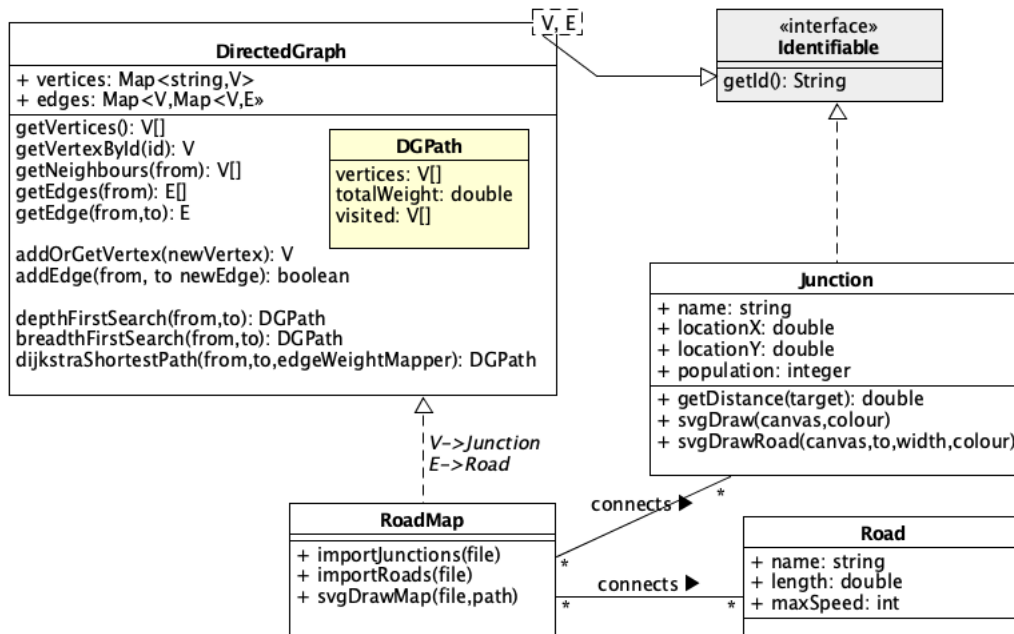 V, E
DirectedGraph
+ vertices: Map<string,V>
+ edges: Map<V,Map<V,E»
getVertices(): V[]
getVertexById(id): V
getNeighbours(from): V[]
getEdges(from): E[]
getEdge(from,to): E
addOrGetVertex(newVertex): V
addEdge(from, to newEdge): boolean
depthFirstSearch(from,to): DGPath
breadthFirstSearch(from,to): DGPath
dijkstraShortestPath(from,to,edgeWeightMapper): DGPath
DGPath
vertices: V[]
totalWeight: double
visited: V[]
«interface»
Identifiable
getId(): String
Junction
+ name: string
+ locationX: double
+ locationY: double
+ population: integer
+ getDistance(target): double
+ svgDraw(canvas,colour)
+ svgDrawRoad(canvas,to,width,colour)
V->Junction
E->Road
RoadMap
+ importJunctions(file)
+ importRoads(file)
+ svgDrawMap(file,path)
connects ▶
*
*
connects ▶
*
*
Road
+ name: string
+ length: double
+ maxSpeed: int